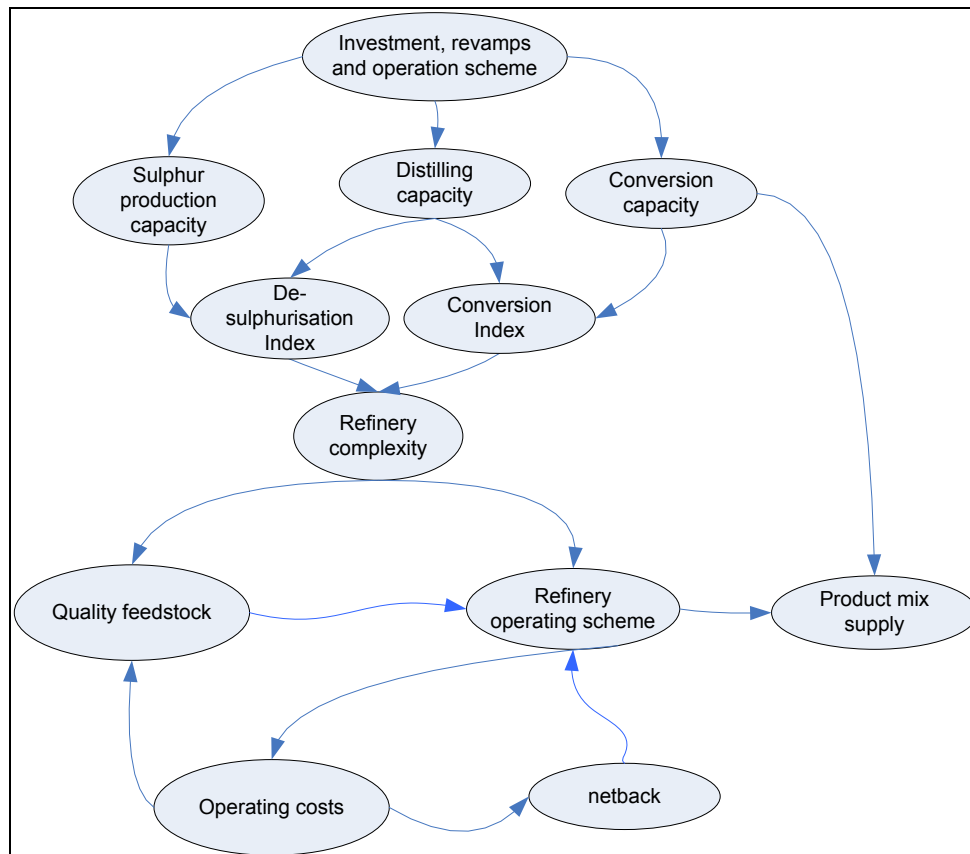 Investment, revamps
and operation scheme
Sulphur
production
capacity
Distilling
capacity
Conversion
capacity
De-
sulphurisation
Index
Conversion
Index
Refinery
complexity
Quality feedstock
Refinery
operating scheme
Product mix
supply
Operating costs
netback